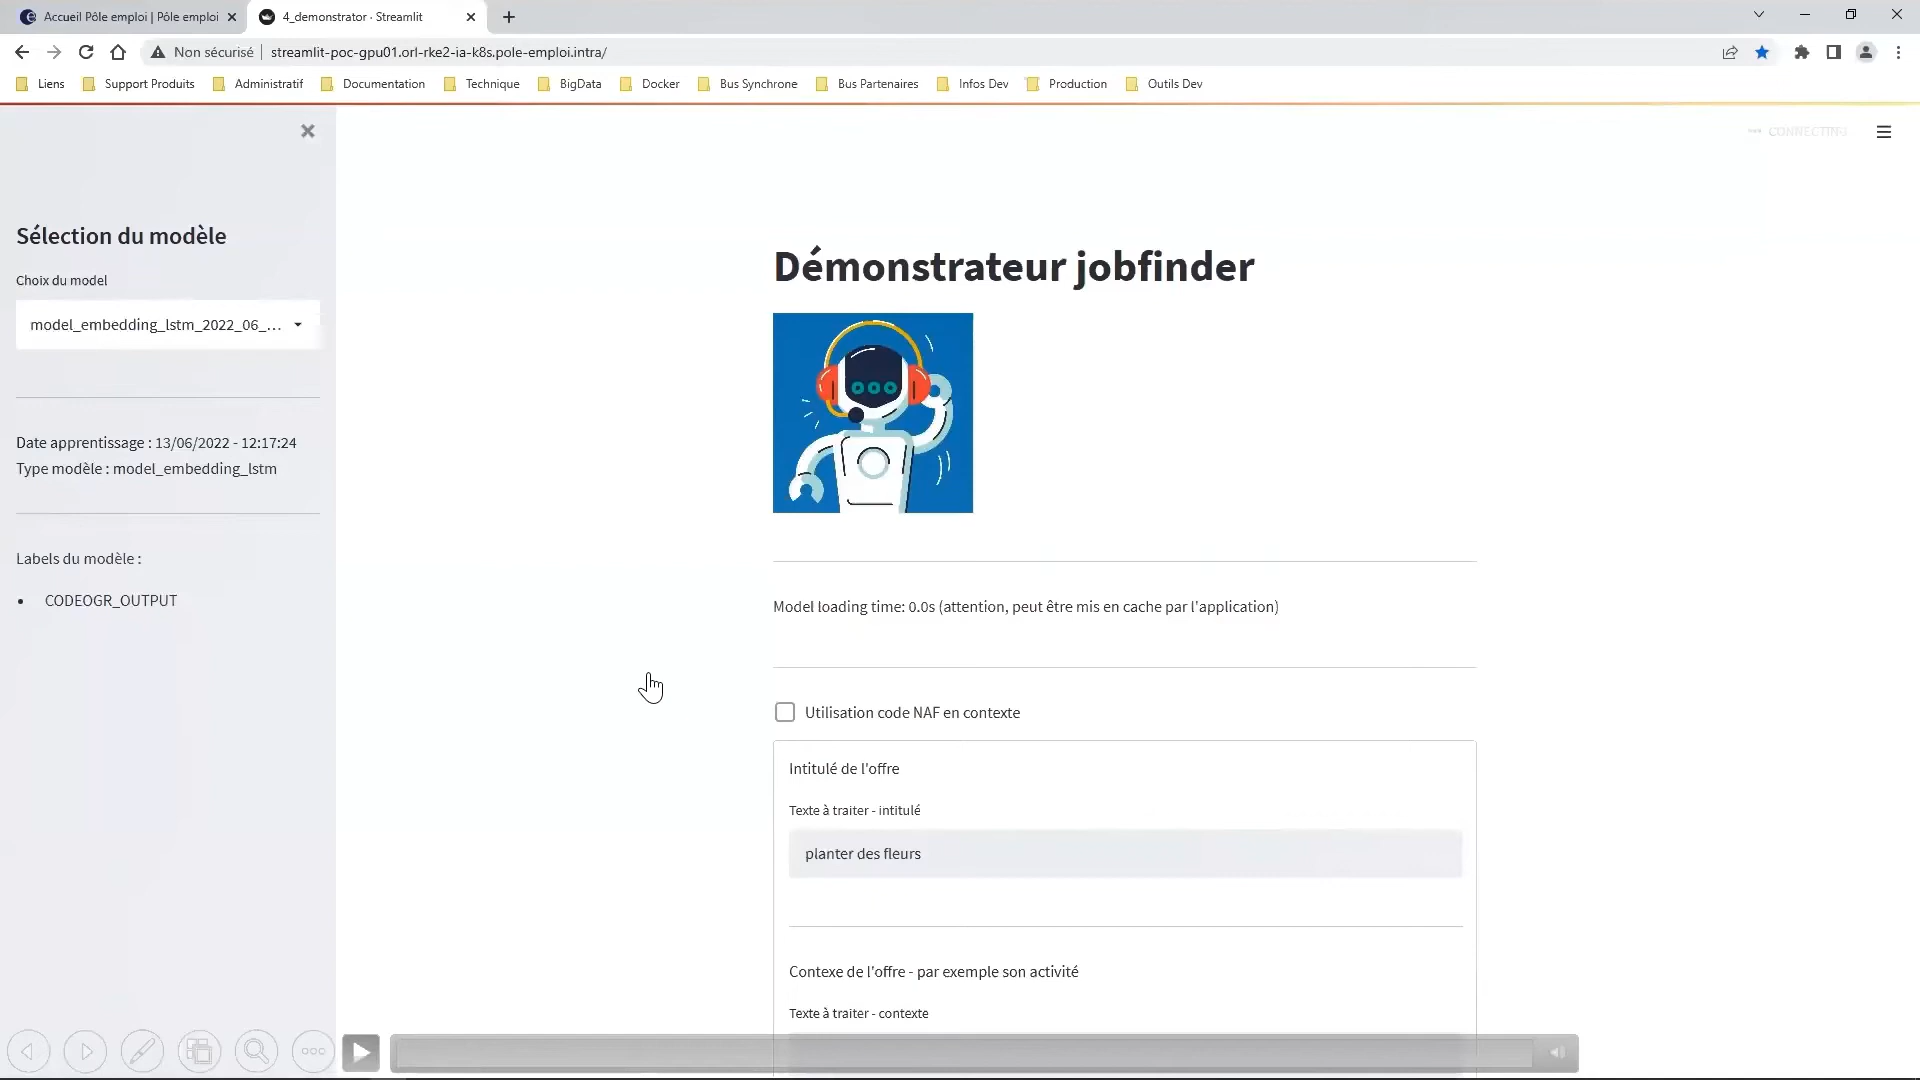 Accueil Pôle emploi | Pôle emploi
4_demonstrator · Streamlit
Non sécurisé
streamlit-poc-gpu01.orl-rke2-ia-k8s.pole-emploi.intra/
Liens
Support Produits
Administratif
Documentation
Technique
BigData
Docker
Bus Synchrone
Bus Partenaires
Infos Dev
Production
Outils Dev
CONNECTING
Sélection du modèle
Choix du model
model_embedding_lstm_2022_06_...
Date apprentissage : 13/06/2022 - 12:17:24
Type modèle : model_embedding_lstm
Labels du modèle :
CODEOGR_OUTPUT
Démonstrateur jobfinder
Model loading time: 0.0s (attention, peut être mis en cache par l'application)
Utilisation code NAF en contexte
Intitulé de l'offre
Texte à traiter - intitulé
planter des fleurs
Contexe de l'offre - par exemple son activité
Texte à traiter - contexte